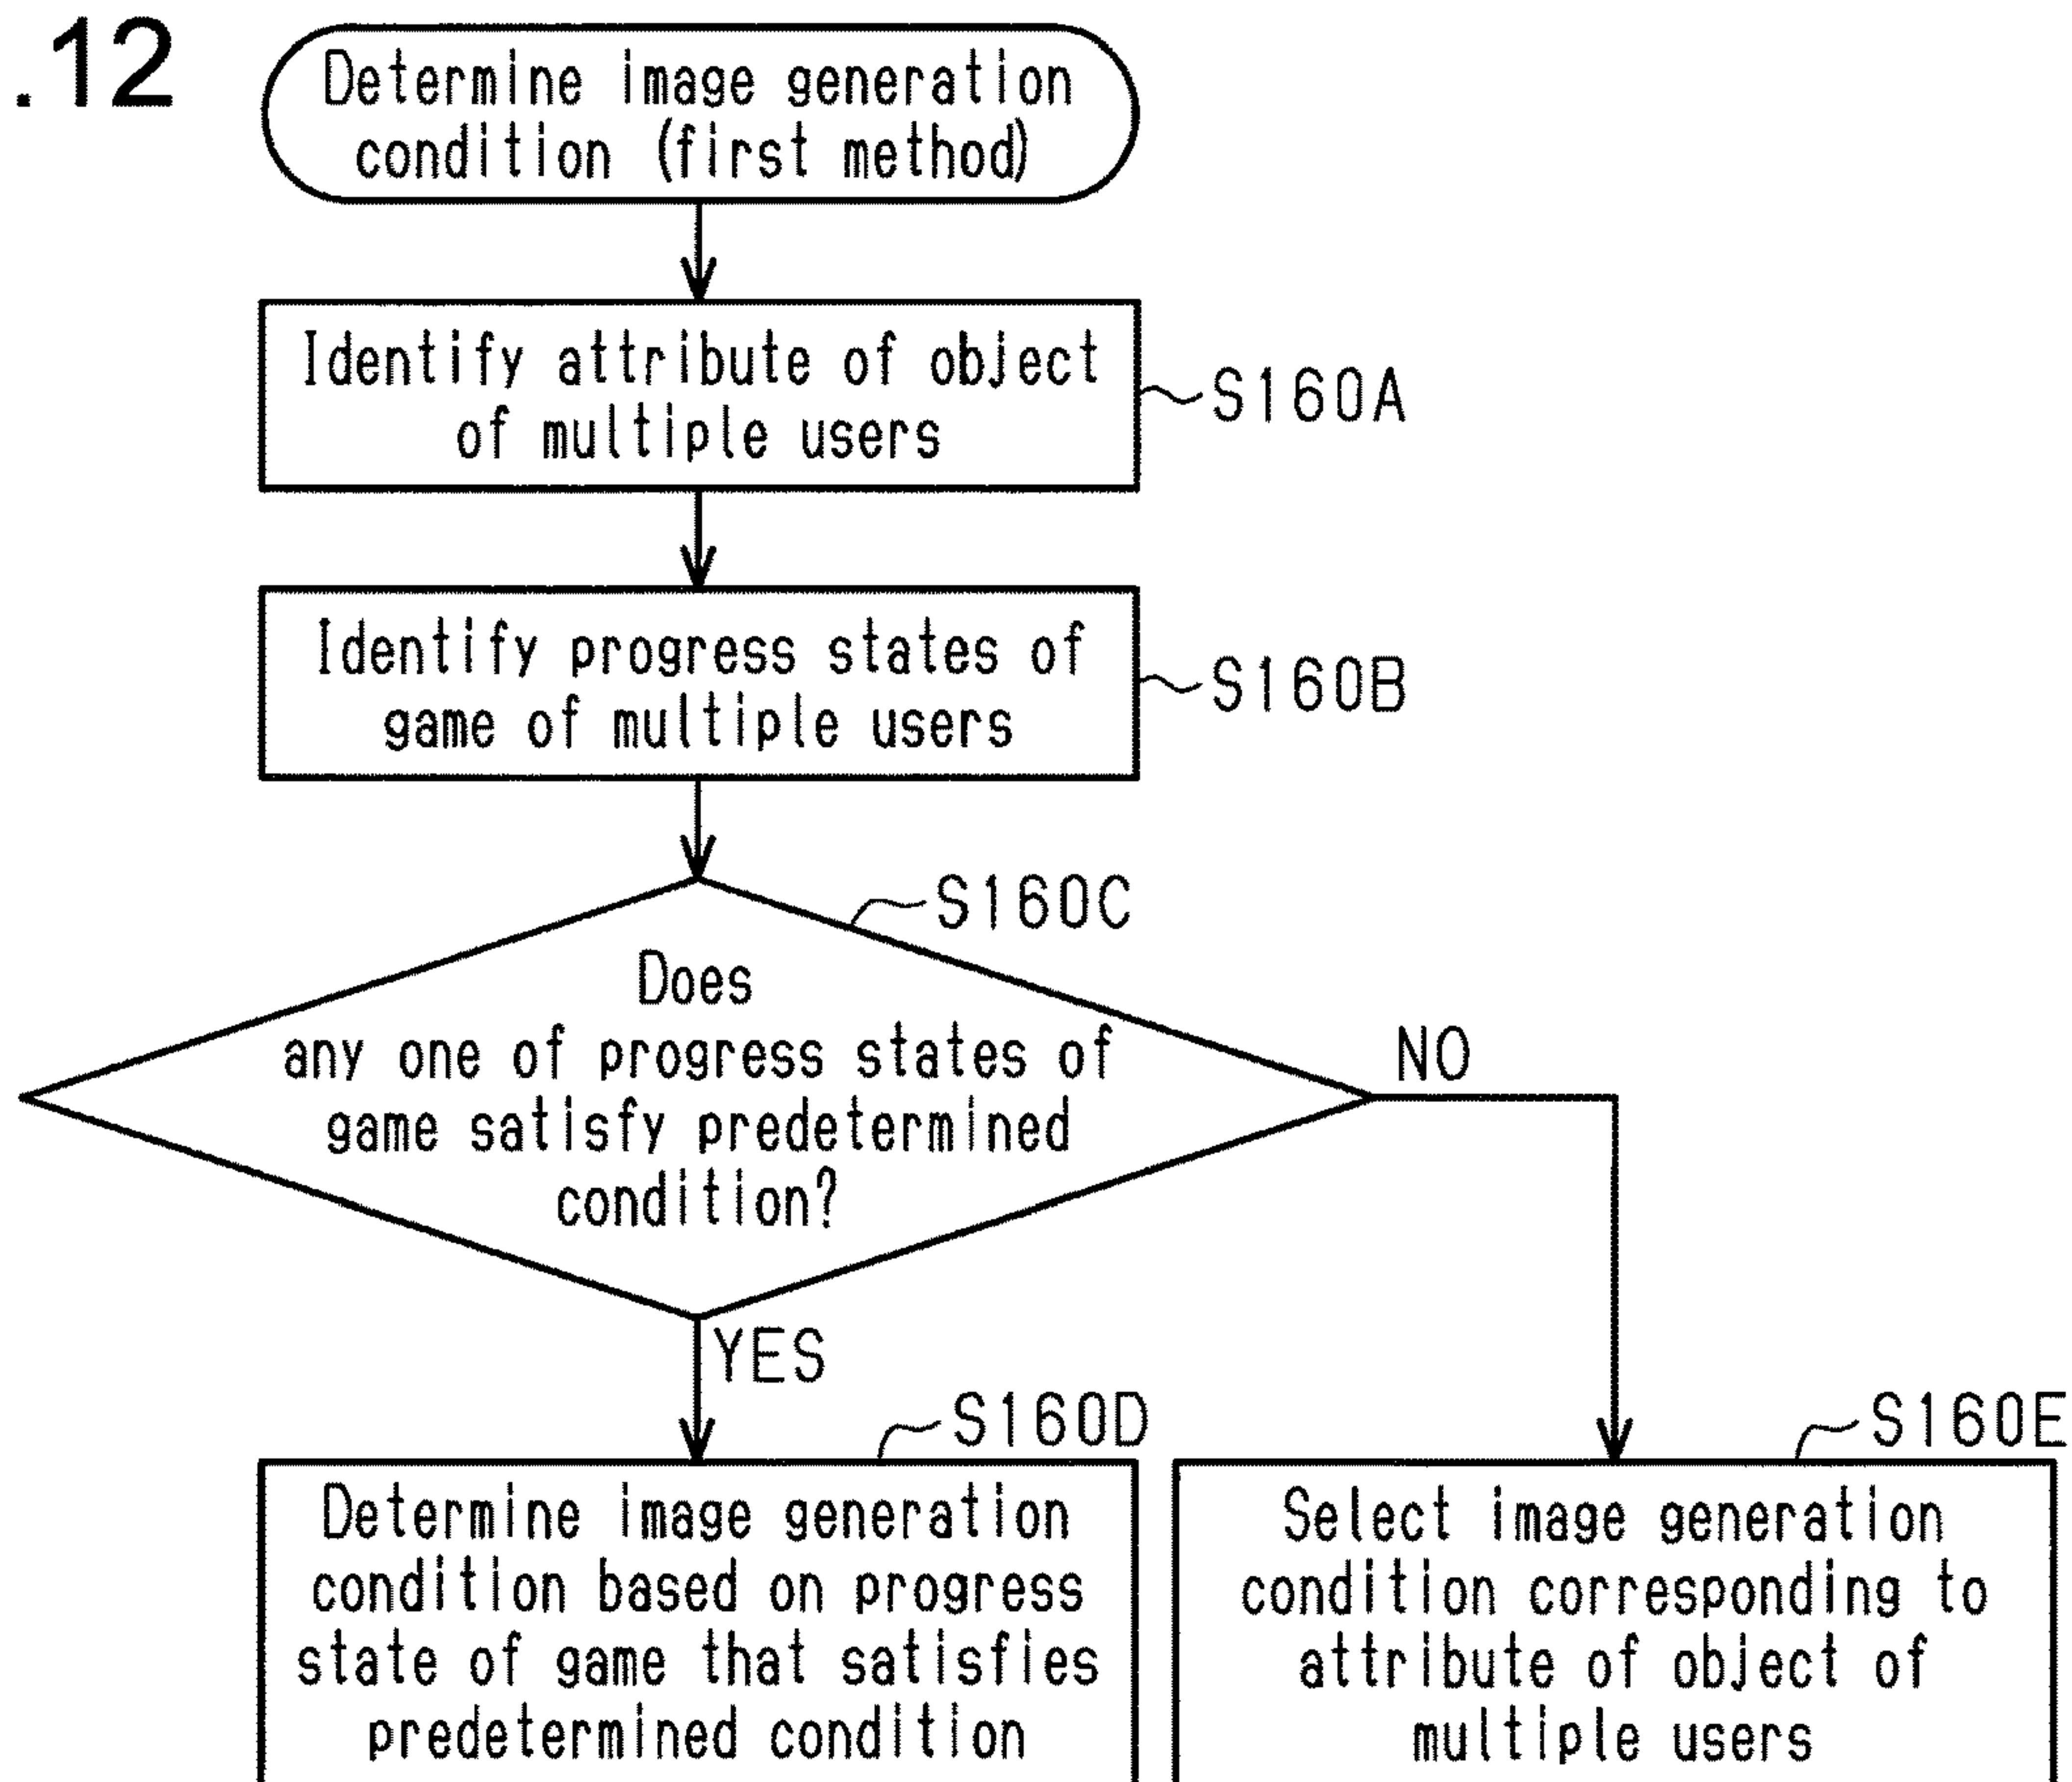 .12
Determine image generation
condition (first method)
Identify attribute of object
of multiple users
S160A
Identify progress states of
game of multiple users
S160B
S160C
Does
any one of progress states of
game satisfy predetermined
condition?
NO
YES
S160D
Determine image generation
condition based on progress
state of game that satisfies
predetermined condition
S160E
Select image generation
condition corresponding to
attribute of object of
multiple users